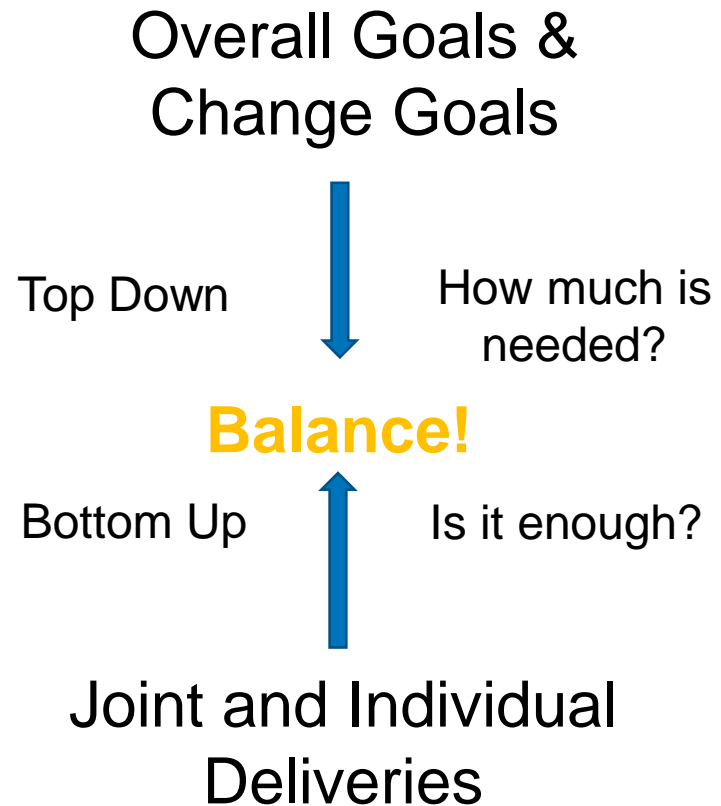 Overall Goals &
Change Goals
Top Down
How much is
needed?
Balance!
Bottom Up
Is it enough?
Joint and Individual
Deliveries